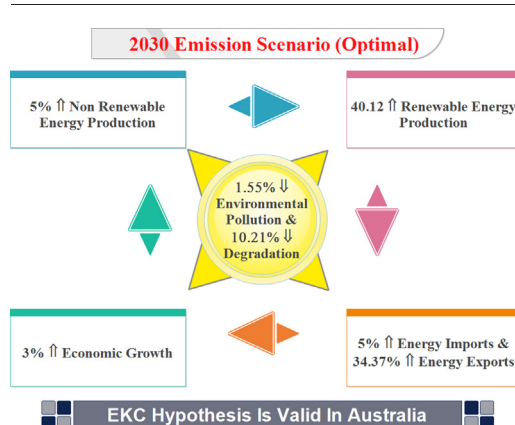 2030 Emission Scenario (Optimal)
5% ⇑ Non Renewable
Energy Production
40.12 ⇑ Renewable Energy
Production
1.55% ⇓
Environmental
Pollution &
10.21% ⇓
Degradation
3% ⇑ Economic Growth
5% ⇑ Energy Imports &
34.37% ⇑ Energy Exports
EKC Hypothesis Is Valid In Australia